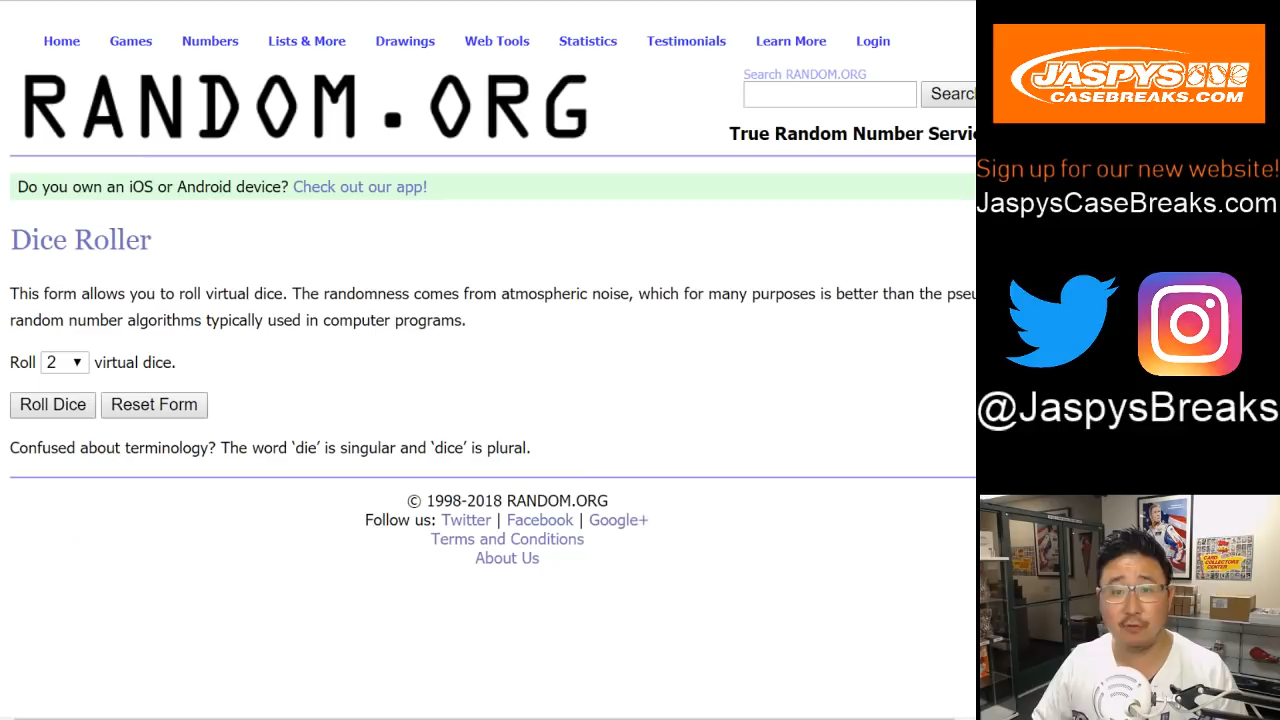 Home Games Numbers Lists & More Drawings Web Tools Statistics Testimonials Learn More Login
RANDOM.ORG
Search RANDOM.ORG
Searc
True Random Number Servi
Do you own an iOS or Android device? Check out our app!
Dice Roller
This form allows you to roll virtual dice. The randomness comes from atmospheric noise, which for many purposes is better than the pseu
random number algorithms typically used in computer programs.
Roll 2 ▼ virtual dice.
Roll Dice Reset Form
Confused about terminology? The word ‘die’ is singular and ‘dice’ is plural.
© 1998-2018 RANDOM.ORG
Follow us: Twitter | Facebook | Google+
Terms and Conditions
About Us
JASPYS
CASEBREAKS.COM
Sign up for our new website!
JaspysCaseBreaks.com
@JaspysBreaks
topps
CARD
COLLECTORS
CENTER